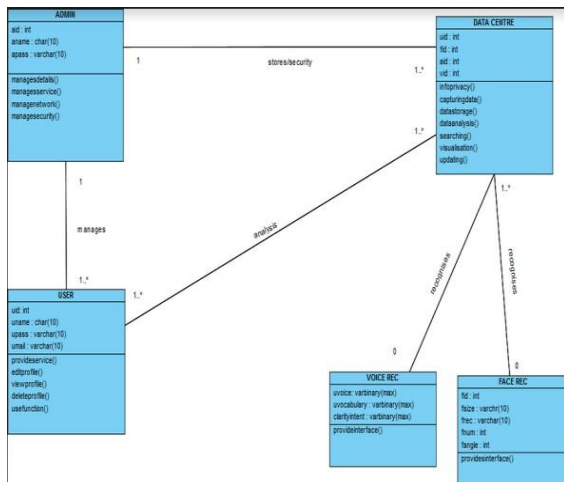 ADMIN
aid : int
aname : char(10)
apass : varchar(10)
managesdetails()
managesservice()
managenetwork()
managesecurity()
1
stores/security
1..*
DATA CENTRE
uid : int
fid : int
aid : int
vid : int
infoprivacy()
capturingdata()
datastorage()
dataanalysis()
searching()
visualisation()
updating()
1
manages
1..*
1..*
analysis
1..*
USER
uid: int
uname : char(10)
upass : varchar(10)
umail : varchar(10)
provideservice()
editprofile()
viewprofile()
deleteprofile()
usefunction()
1..*
recognises
recognises
0
0
VOICE REC
uvoice: varbinary(max)
uvocabulary : varbinary(max)
clarityintent : varbinary(max)
provideinterface()
FACE REC
fid : int
fsize : varchr(10)
frec : varchar(10)
fnum : int
fangle : int
providesinterface()